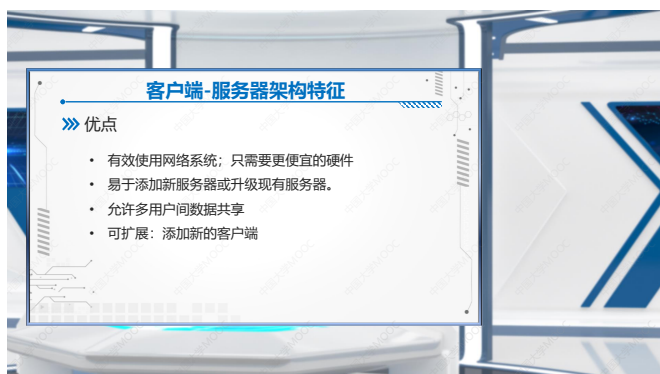 客户端-服务器架构特征
优点
• 有效使用网络系统；只需要更便宜的硬件
• 易于添加新服务器或升级现有服务器。
• 允许多用户间数据共享
• 可扩展：添加新的客户端